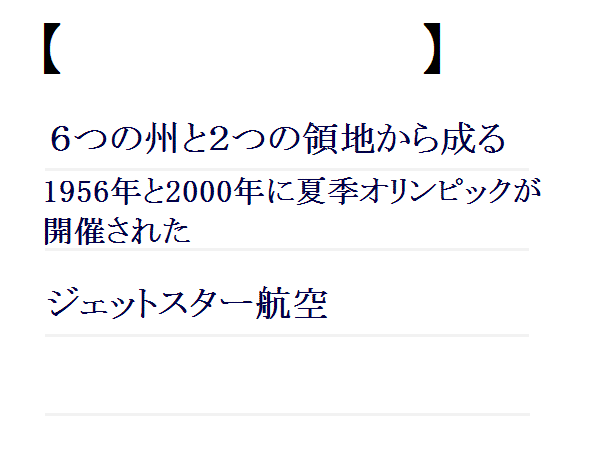 【　　　　　　　　　】
６つの州と２つの領地から成る
1956年と2000年に夏季オリンピックが
開催された
ジェットスター航空